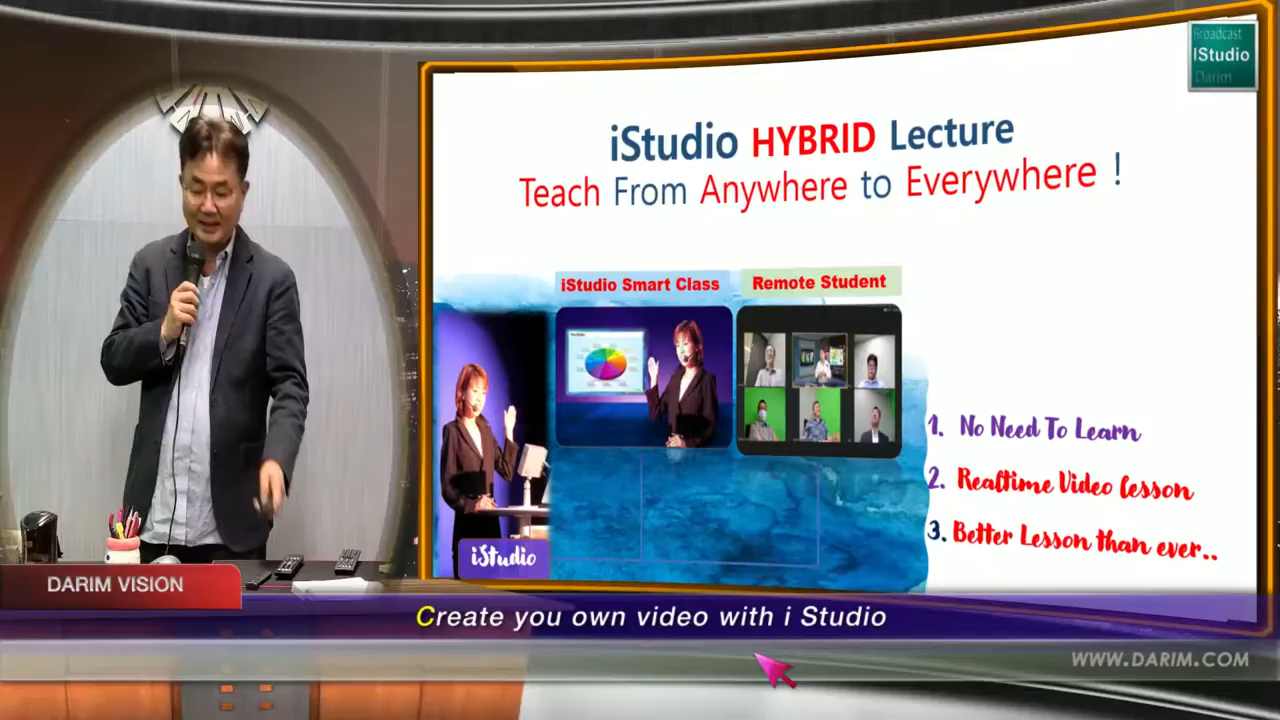 Broadcast
IStudio
Darim
iStudio HYBRID Lecture
Teach From Anywhere to Everywhere !
iStudio Smart Class
Remote Student
1. No Need To Learn
2. Realtime Video Lesson
3. Better Lesson than ever..
iStudio
DARIM VISION
Create you own video with i Studio
WWW.DARIM.COM